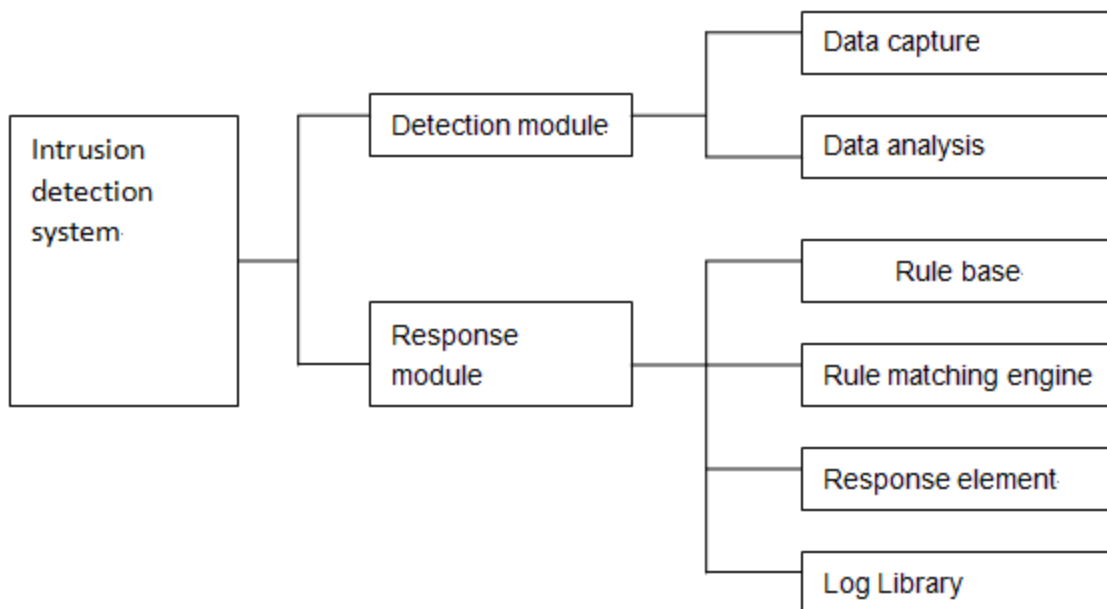 Intrusion
detection
system
Detection module
Response
module
Data capture
Data analysis
Rule base
Rule matching engine
Response element
Log Library